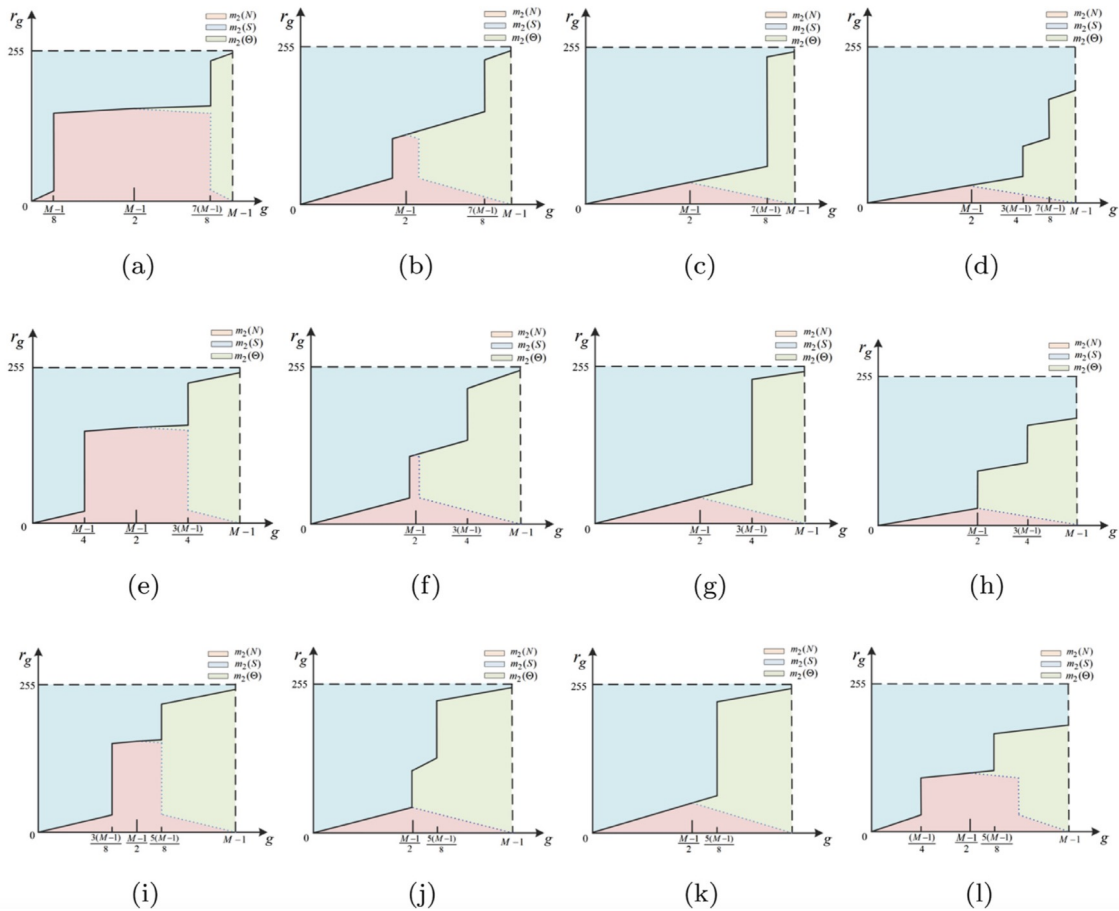 r_g
m_2(N)
m_2(S)
m_2(Θ)
255
0
M−1/8
M−1/2
7(M−1)/8
M−1
g
(a)
r_g
m_2(N)
m_2(S)
m_2(Θ)
255
0
M−1/2
7(M−1)/8
M−1
g
(b)
r_g
m_2(N)
m_2(S)
m_2(Θ)
255
0
M−1/2
7(M−1)/8
M−1
g
(c)
r_g
m_2(N)
m_2(S)
m_2(Θ)
255
0
M−1/2
3(M−1)/4
7(M−1)/8
M−1
g
(d)
r_g
m_2(N)
m_2(S)
m_2(Θ)
255
0
M−1/4
M−1/2
3(M−1)/4
M−1
g
(e)
r_g
m_2(N)
m_2(S)
m_2(Θ)
255
0
M−1/2
3(M−1)/4
M−1
g
(f)
r_g
m_2(N)
m_2(S)
m_2(Θ)
255
0
M−1/2
3(M−1)/4
M−1
g
(g)
r_g
m_2(N)
m_2(S)
m_2(Θ)
255
0
M−1/2
3(M−1)/4
M−1
g
(h)
r_g
m_2(N)
m_2(S)
m_2(Θ)
255
0
3(M−1)/8
M−1/2
5(M−1)/8
M−1
g
(i)
r_g
m_2(N)
m_2(S)
m_2(Θ)
255
0
M−1/2
5(M−1)/8
M−1
g
(j)
r_g
m_2(N)
m_2(S)
m_2(Θ)
255
0
M−1/2
5(M−1)/8
M−1
g
(k)
r_g
m_2(N)
m_2(S)
m_2(Θ)
255
0
(M−1)/4
M−1/2
5(M−1)/8
M−1
g
(l)